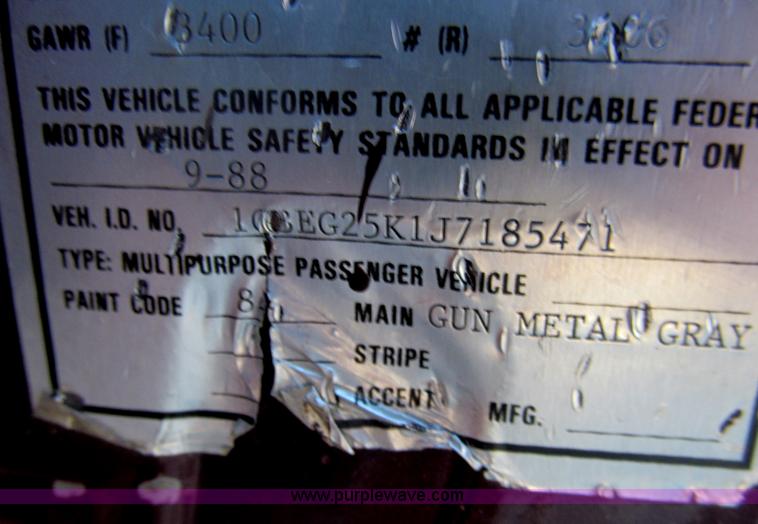 GAWR (F) 3400 # (R)
THIS VEHICLE CONFORMS TO ALL APPLICABLE FEDER
MOTOR VEHICLE SAFETY STANDARDS IN EFFECT ON
9-88
VEH. I.D. NO. 1GBEG25K1J7185471
TYPE: MULTIPURPOSE PASSENGER VEHICLE
PAINT CODE MAIN GUN METAL GRAY
STRIPE
ACCENT MFG.
www.purplewave.com